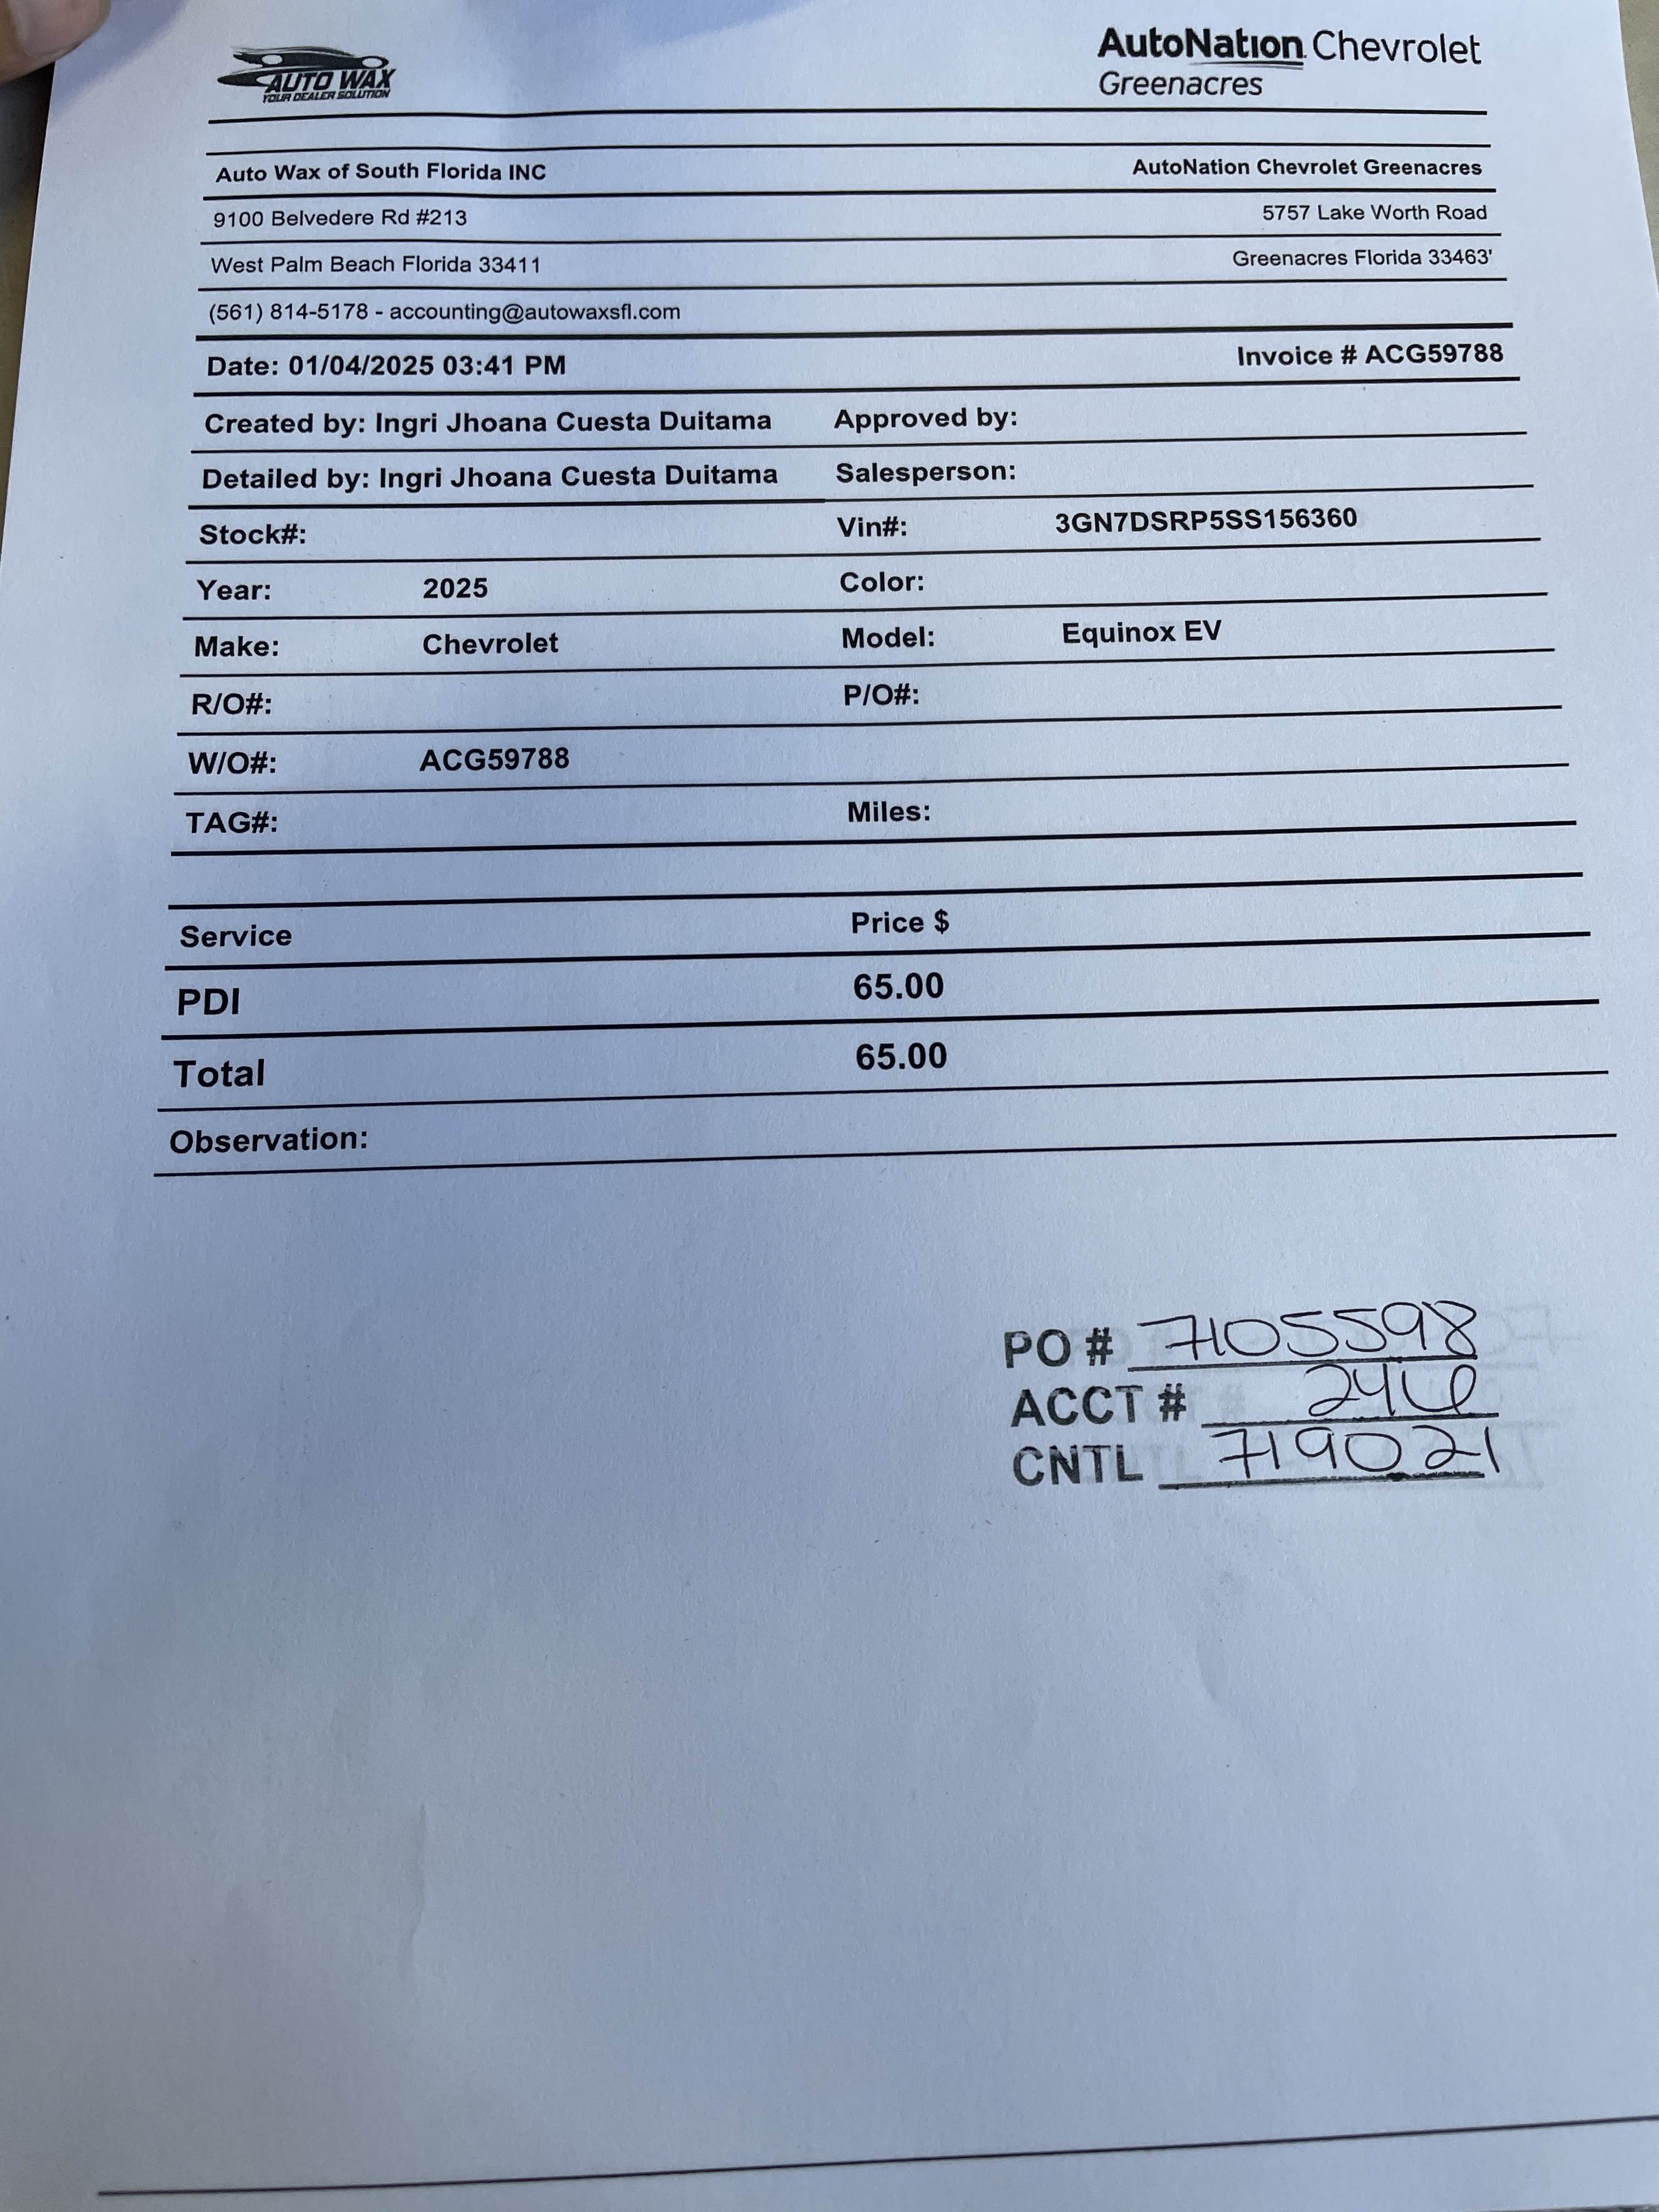 AUTO WAX
YOUR DEALER SOLUTION
AutoNation Chevrolet
Greenacres
Auto Wax of South Florida INC AutoNation Chevrolet Greenacres
9100 Belvedere Rd #213 5757 Lake Worth Road
West Palm Beach Florida 33411 Greenacres Florida 33463'
(561) 814-5178 - accounting@autowaxsfl.com
Date: 01/04/2025 03:41 PM Invoice # ACG59788
Created by: Ingri Jhoana Cuesta Duitama Approved by:
Detailed by: Ingri Jhoana Cuesta Duitama Salesperson:
Stock#: Vin#: 3GN7DSRP5SS156360
Year: 2025 Color:
Make: Chevrolet Model: Equinox EV
R/O#: P/O#:
W/O#: ACG59788
TAG#: Miles:
Service Price $
PDI 65.00
Total 65.00
Observation:
PO # 7105598
ACCT #
CNTL 719021